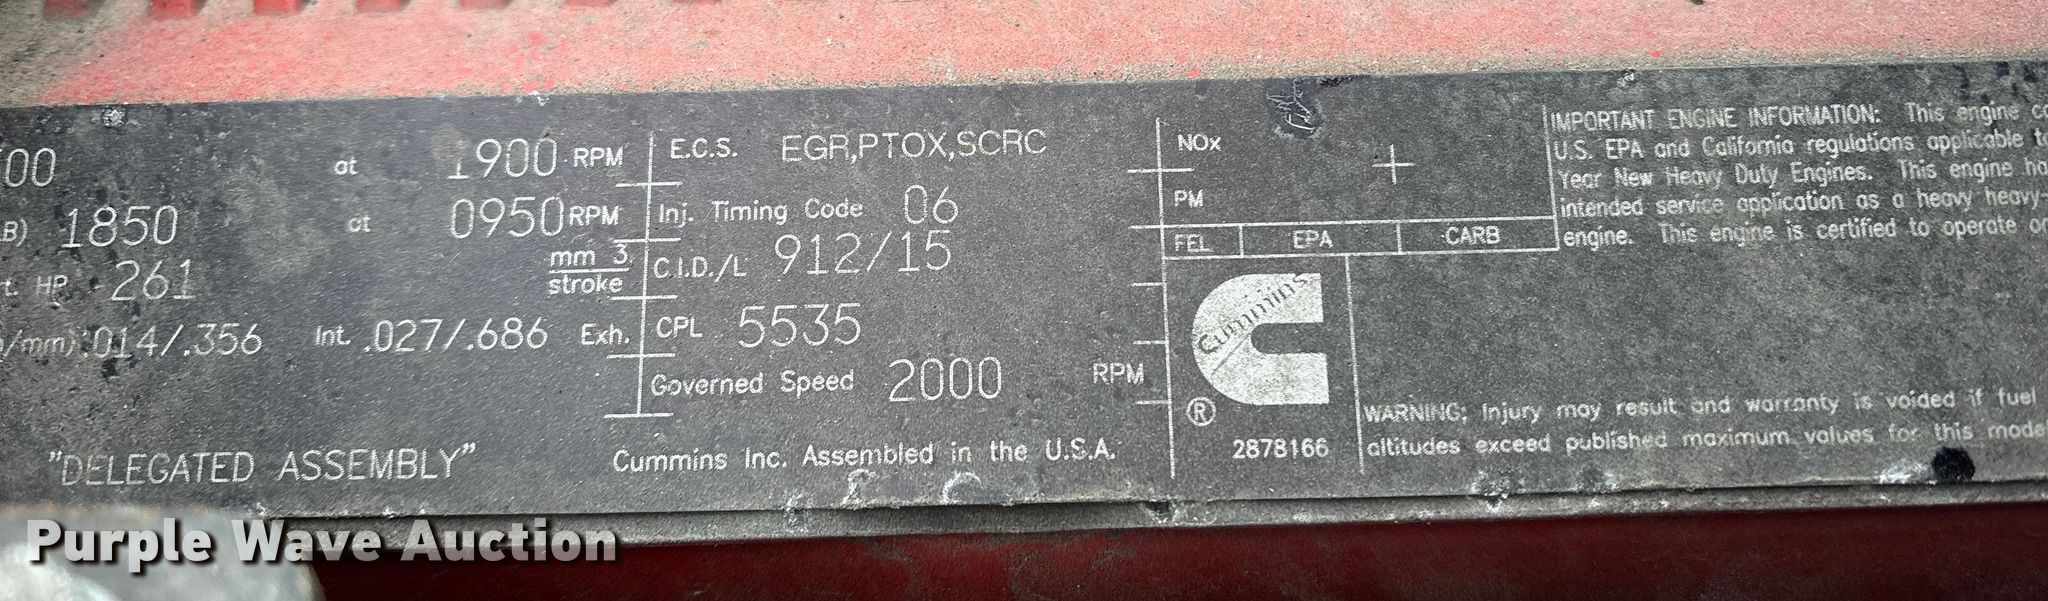 00 at 1900 RPM
LB) 1850 at 0950 RPM
HP 261 mm 3 stroke
/mm) .014/.356 Int. .027/.686 Exh.
"DELEGATED ASSEMBLY"
E.C.S. EGR,PTOX,SCRC
Inj. Timing Code 06
C.I.D./L 912/15
CPL 5535
Governed Speed 2000 RPM
Cummins Inc. Assembled in the U.S.A.
NOx
PM
FEL EPA CARB
Cummins
®
2878166
IMPORTANT ENGINE INFORMATION: This engine
U.S. EPA and California regulations applicable
Year New Heavy Duty Engines. This engine
intended service application as a heavy heavy-
engine. This engine is certified to operate
WARNING: Injury may result and warranty is voided if fuel
altitudes exceed published maximum values for this model
Purple Wave Auction